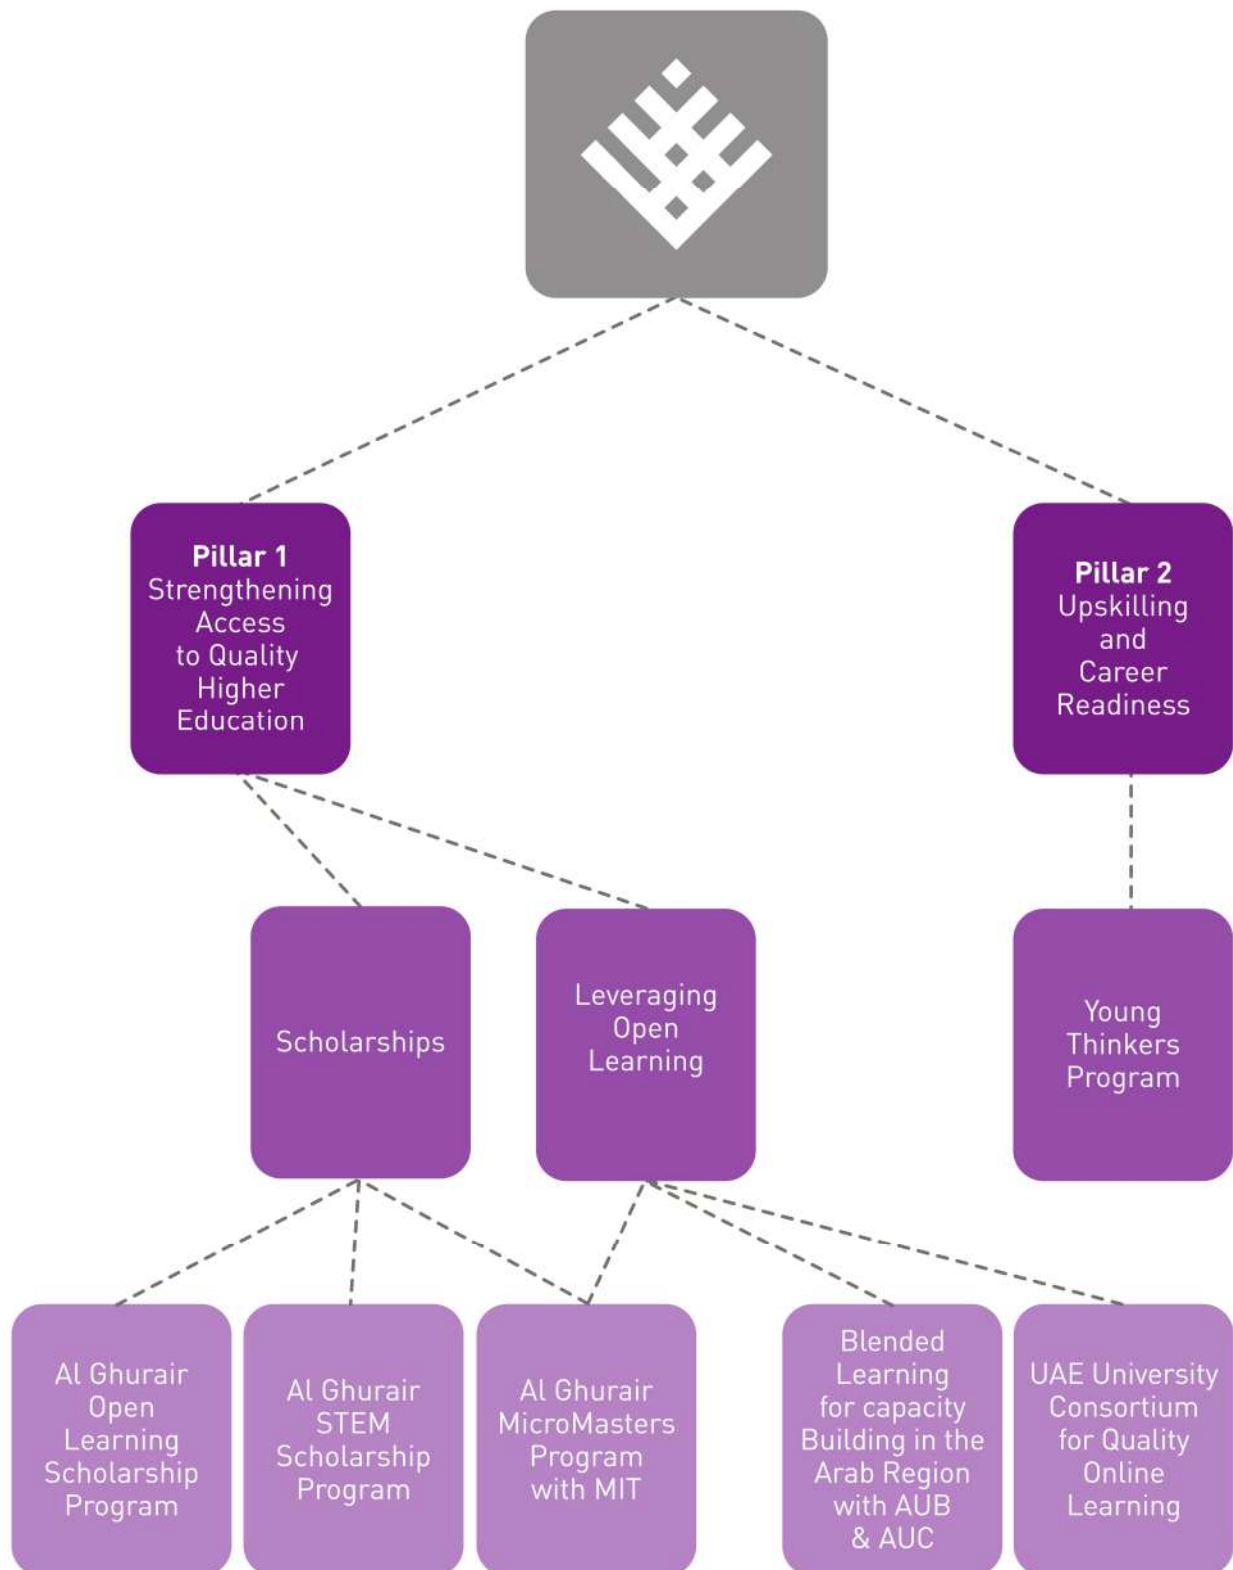 Pillar 1
Strengthening
Access
to Quality
Higher
Education
Pillar 2
Upskilling
and
Career
Readiness
Scholarships
Leveraging
Open
Learning
Young
Thinkers
Program
Al Ghurair
Open
Learning
Scholarship
Program
Al Ghurair
STEM
Scholarship
Program
Al Ghurair
MicroMasters
Program
with MIT
Blended
Learning
for capacity
Building in the
Arab Region
with AUB
& AUC
UAE University
Consortium
for Quality
Online
Learning